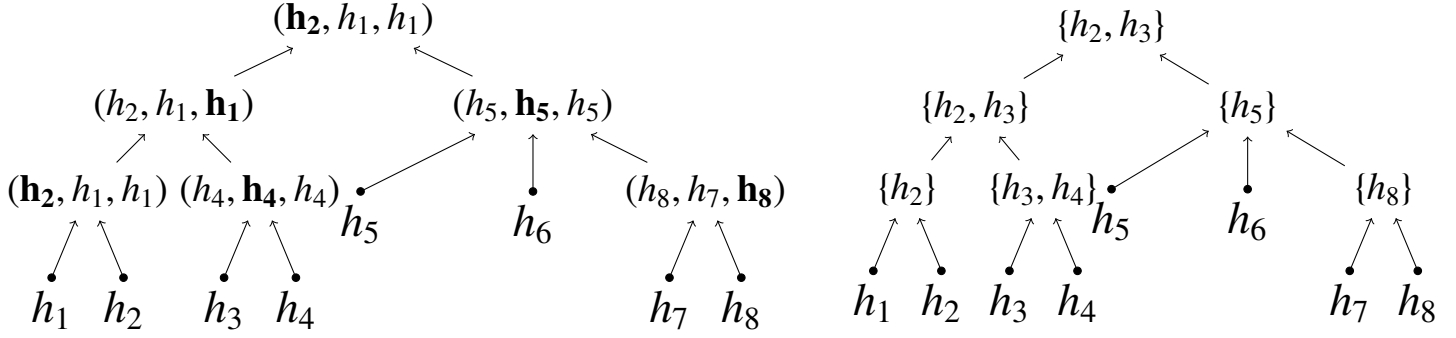 (h₂, h₁, h₁) {h₂, h₃}
(h₂, h₁, h₁) (h₅, h₅, h₅) {h₂, h₃} {h₅}
(h₂, h₁, h₁) (h₄, h₄, h₄) h₅ h₆ (h₈, h₇, h₈) {h₂} {h₃, h₄} h₅ h₆ {h₈}
h₁ h₂ h₃ h₄ h₇ h₈ h₁ h₂ h₃ h₄ h₇ h₈